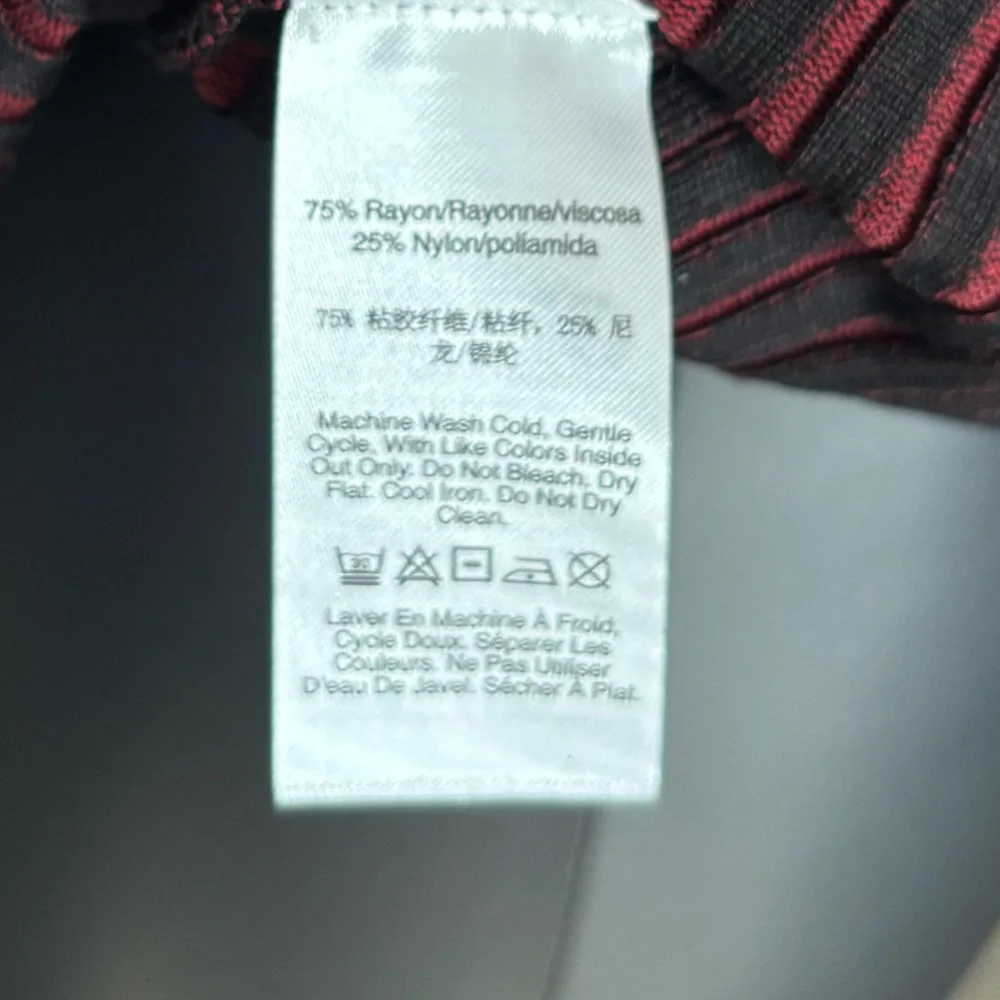 75% Rayon/Rayonne/viscosa
25% Nylon/poliamida
75% 粘胶纤维/粘纤, 25% 尼
龙/锦纶
Machine Wash Cold, Gentle
Cycle, With Like Colors Inside
Out Only. Do Not Bleach, Dry
Flat. Cool Iron. Do Not Dry
Clean.
30
Laver En Machine À Froid,
Cycle Doux. Séparer Les
Couleurs. Ne Pas Utiliser
D'eau De Javel. Sécher À Plat.